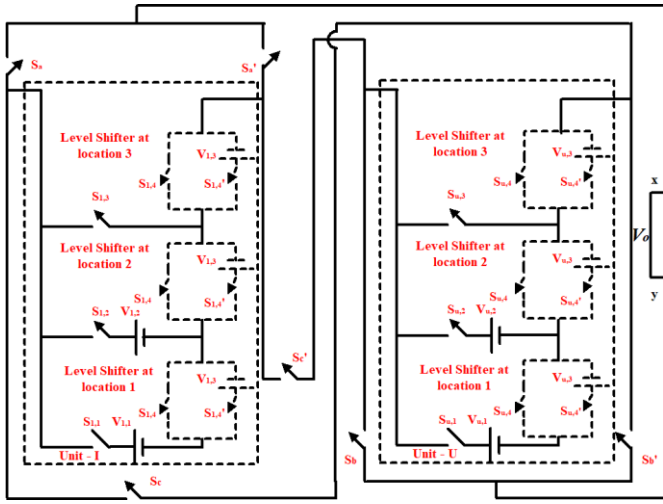 Sa
Sa'
Level Shifter at
location 3
V1,3
S1,4
S1,4'
S1,3
Level Shifter at
location 2
V1,3
S1,4
S1,4'
S1,2
V1,2
Level Shifter at
location 1
V1,3
S1,4
S1,4'
S1,1
V1,1
Unit - I
Sc
Sc'
Level Shifter at
location 3
Vu,3
Su,4
Su,4'
Su,3
Level Shifter at
location 2
Vu,3
Su,4
Su,4'
Su,2
Vu,2
Level Shifter at
location 1
Vu,3
Su,4
Su,4'
Su,1
Vu,1
Unit - U
Sb
Sb'
x
Vo
y